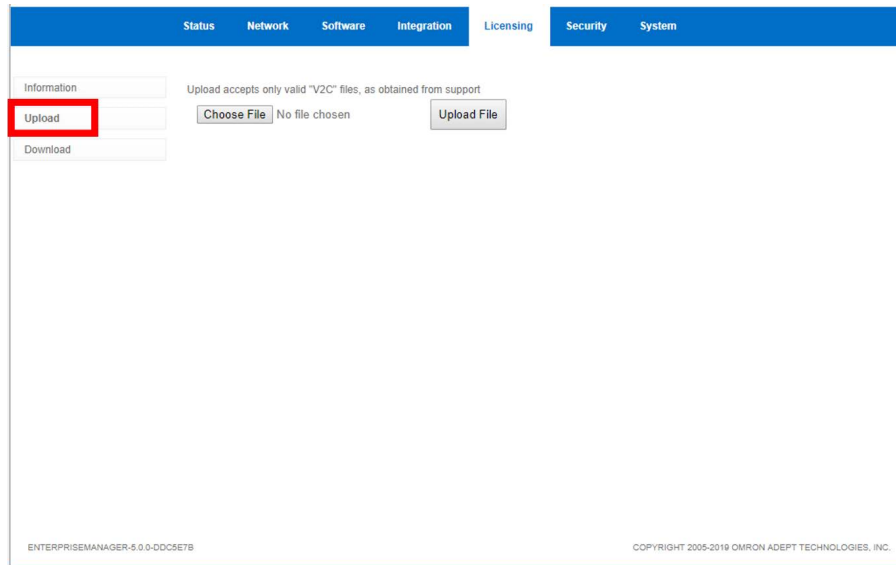 Status Network Software Integration Licensing Security System
Information
Upload
Download
Upload accepts only valid "V2C" files, as obtained from support
Choose File No file chosen Upload File
ENTERPRISEMANAGER-5.0.0-DDC5E7B COPYRIGHT 2005-2019 OMRON ADEPT TECHNOLOGIES, INC.